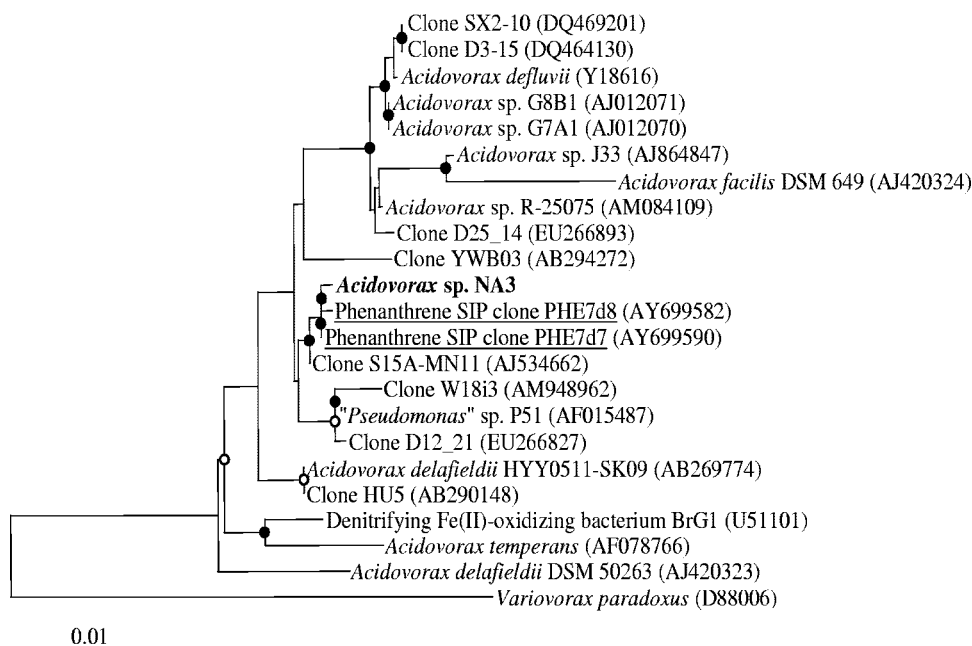 Clone SX2-10 (DQ469201)
Clone D3-15 (DQ464130)
Acidovorax defluvii (Y18616)
Acidovorax sp. G8B1 (AJ012071)
Acidovorax sp. G7A1 (AJ012070)
Acidovorax sp. J33 (AJ864847)
Acidovorax facilis DSM 649 (AJ420324)
Acidovorax sp. R-25075 (AM084109)
Clone D25_14 (EU266893)
Clone YWB03 (AB294272)
Acidovorax sp. NA3
Phenanthrene SIP clone PHE7d8 (AY699582)
Phenanthrene SIP clone PHE7d7 (AY699590)
Clone S15A-MN11 (AJ534662)
Clone W18i3 (AM948962)
"Pseudomonas" sp. P51 (AF015487)
Clone D12_21 (EU266827)
Acidovorax delafieldii HYY0511-SK09 (AB269774)
Clone HU5 (AB290148)
Denitrifying Fe(II)-oxidizing bacterium BrG1 (U51101)
Acidovorax temperans (AF078766)
Acidovorax delafieldii DSM 50263 (AJ420323)
Variovorax paradoxus (D88006)
0.01